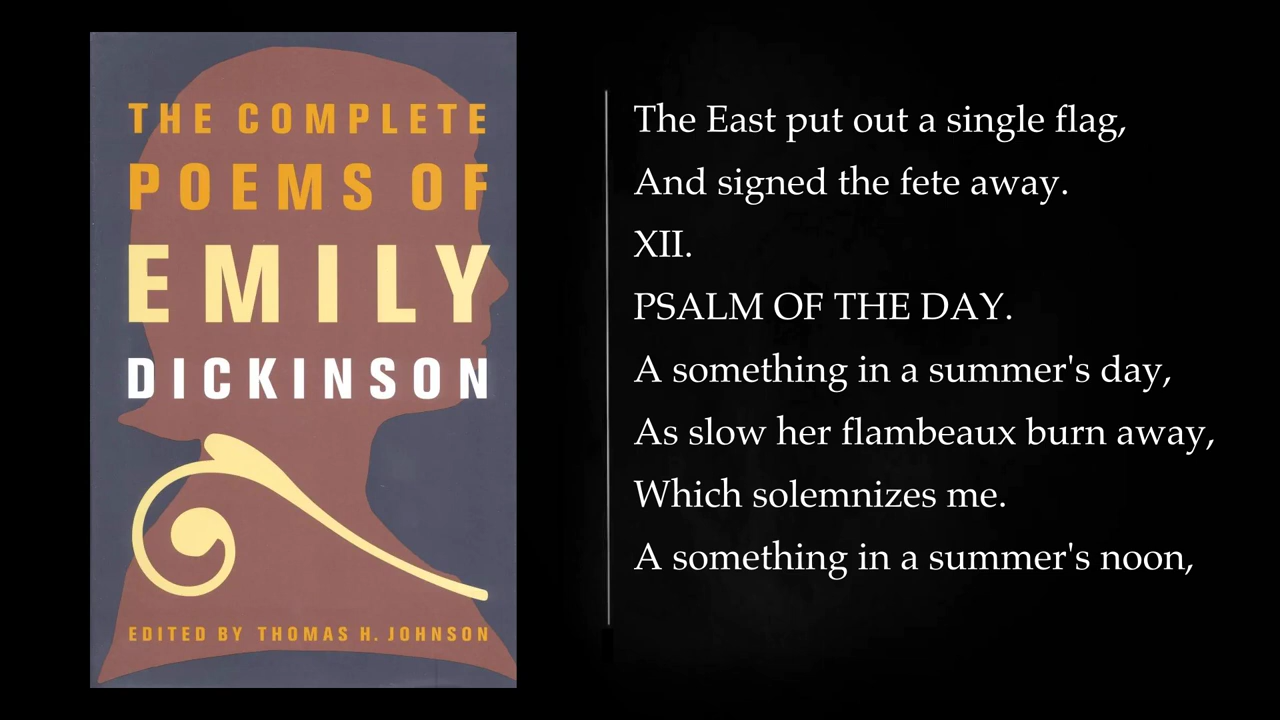 THE COMPLETE
POEMS OF
EMILY
DICKINSON
EDITED BY THOMAS H. JOHNSON
The East put out a single flag,
And signed the fete away.
XII.
PSALM OF THE DAY.
A something in a summer's day,
As slow her flambeaux burn away,
Which solemnizes me.
A something in a summer's noon,